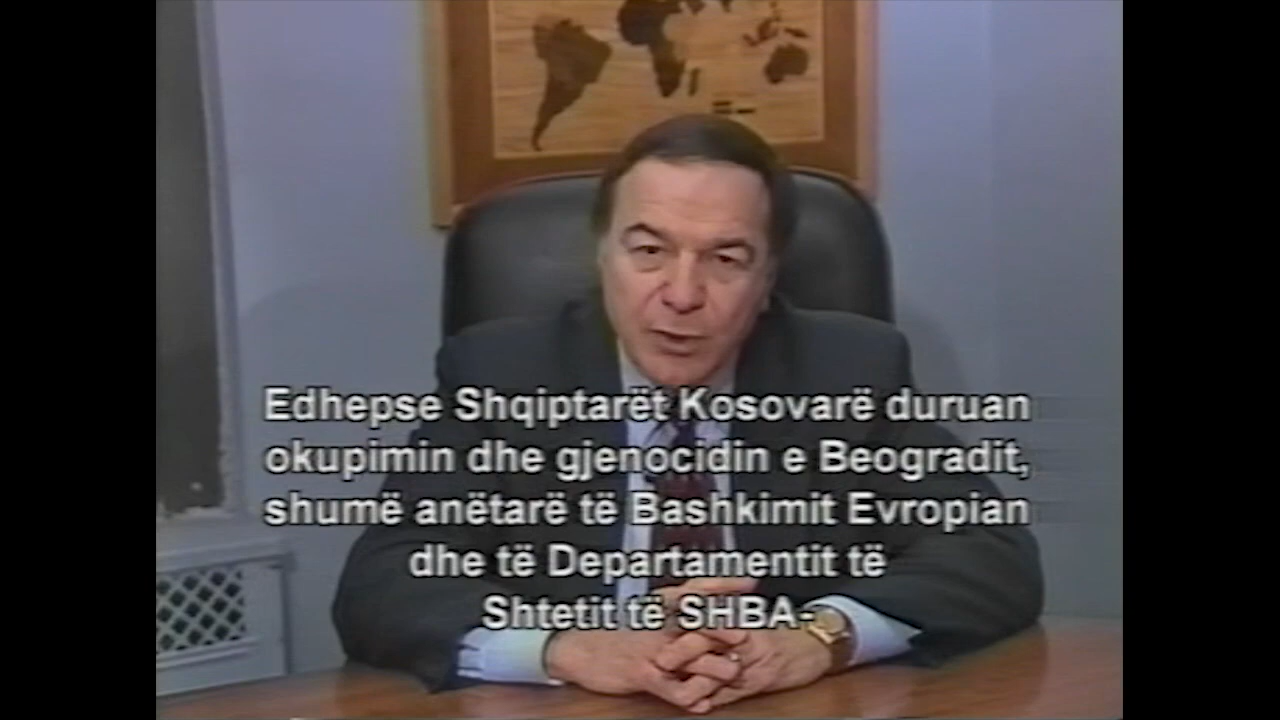 Edhepse Shqiptarët Kosovarë duruan
okupimin dhe gjenocidin e Beogradit,
shumë anëtarë të Bashkimit Evropian
dhe të Departamentit të
Shtetit të SHBA-